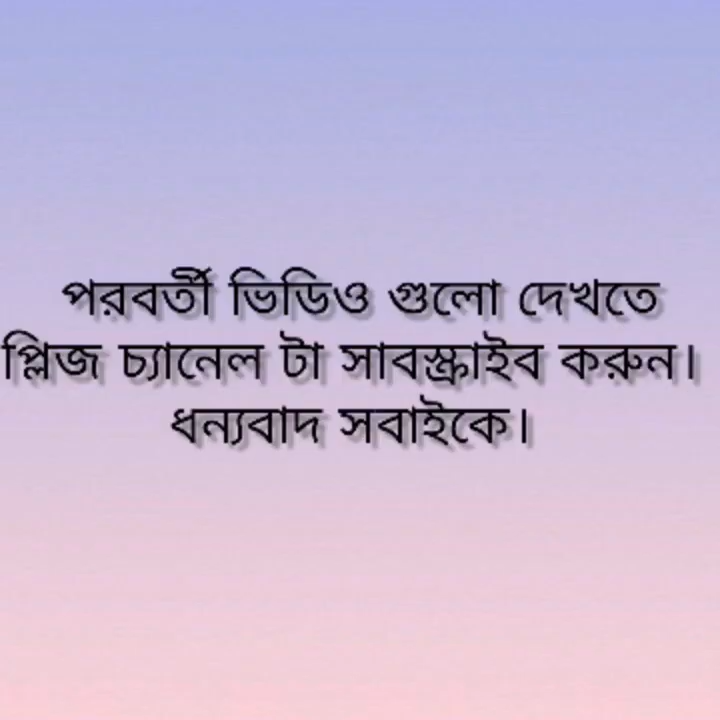 পরবর্তী ভিডিও গুলো দেখতে
প্লিজ চ্যানেল টা সাবস্ক্রাইব করুন।
ধন্যবাদ সবাইকে।